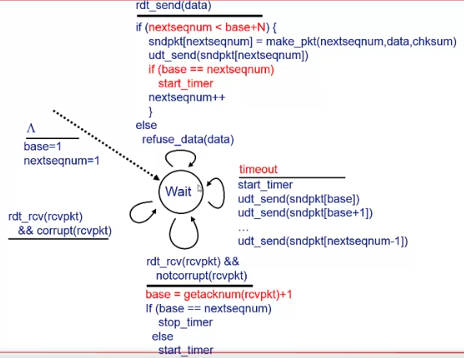 rdt_send(data)
if (nextseqnum < base+N) {
sndpkt[nextseqnum] = make_pkt(nextseqnum,data,chksum)
udt_send(sndpkt[nextseqnum])
if (base == nextseqnum)
start_timer
nextseqnum++
}
else
refuse_data(data)
Λ
base=1
nextseqnum=1
Wait
timeout
start_timer
udt_send(sndpkt[base])
udt_send(sndpkt[base+1])
…
udt_send(sndpkt[nextseqnum-1])
rdt_rcv(rcvpkt)
&& corrupt(rcvpkt)
rdt_rcv(rcvpkt) &&
notcorrupt(rcvpkt)
base = getacknum(rcvpkt)+1
If (base == nextseqnum)
stop_timer
else
start_timer